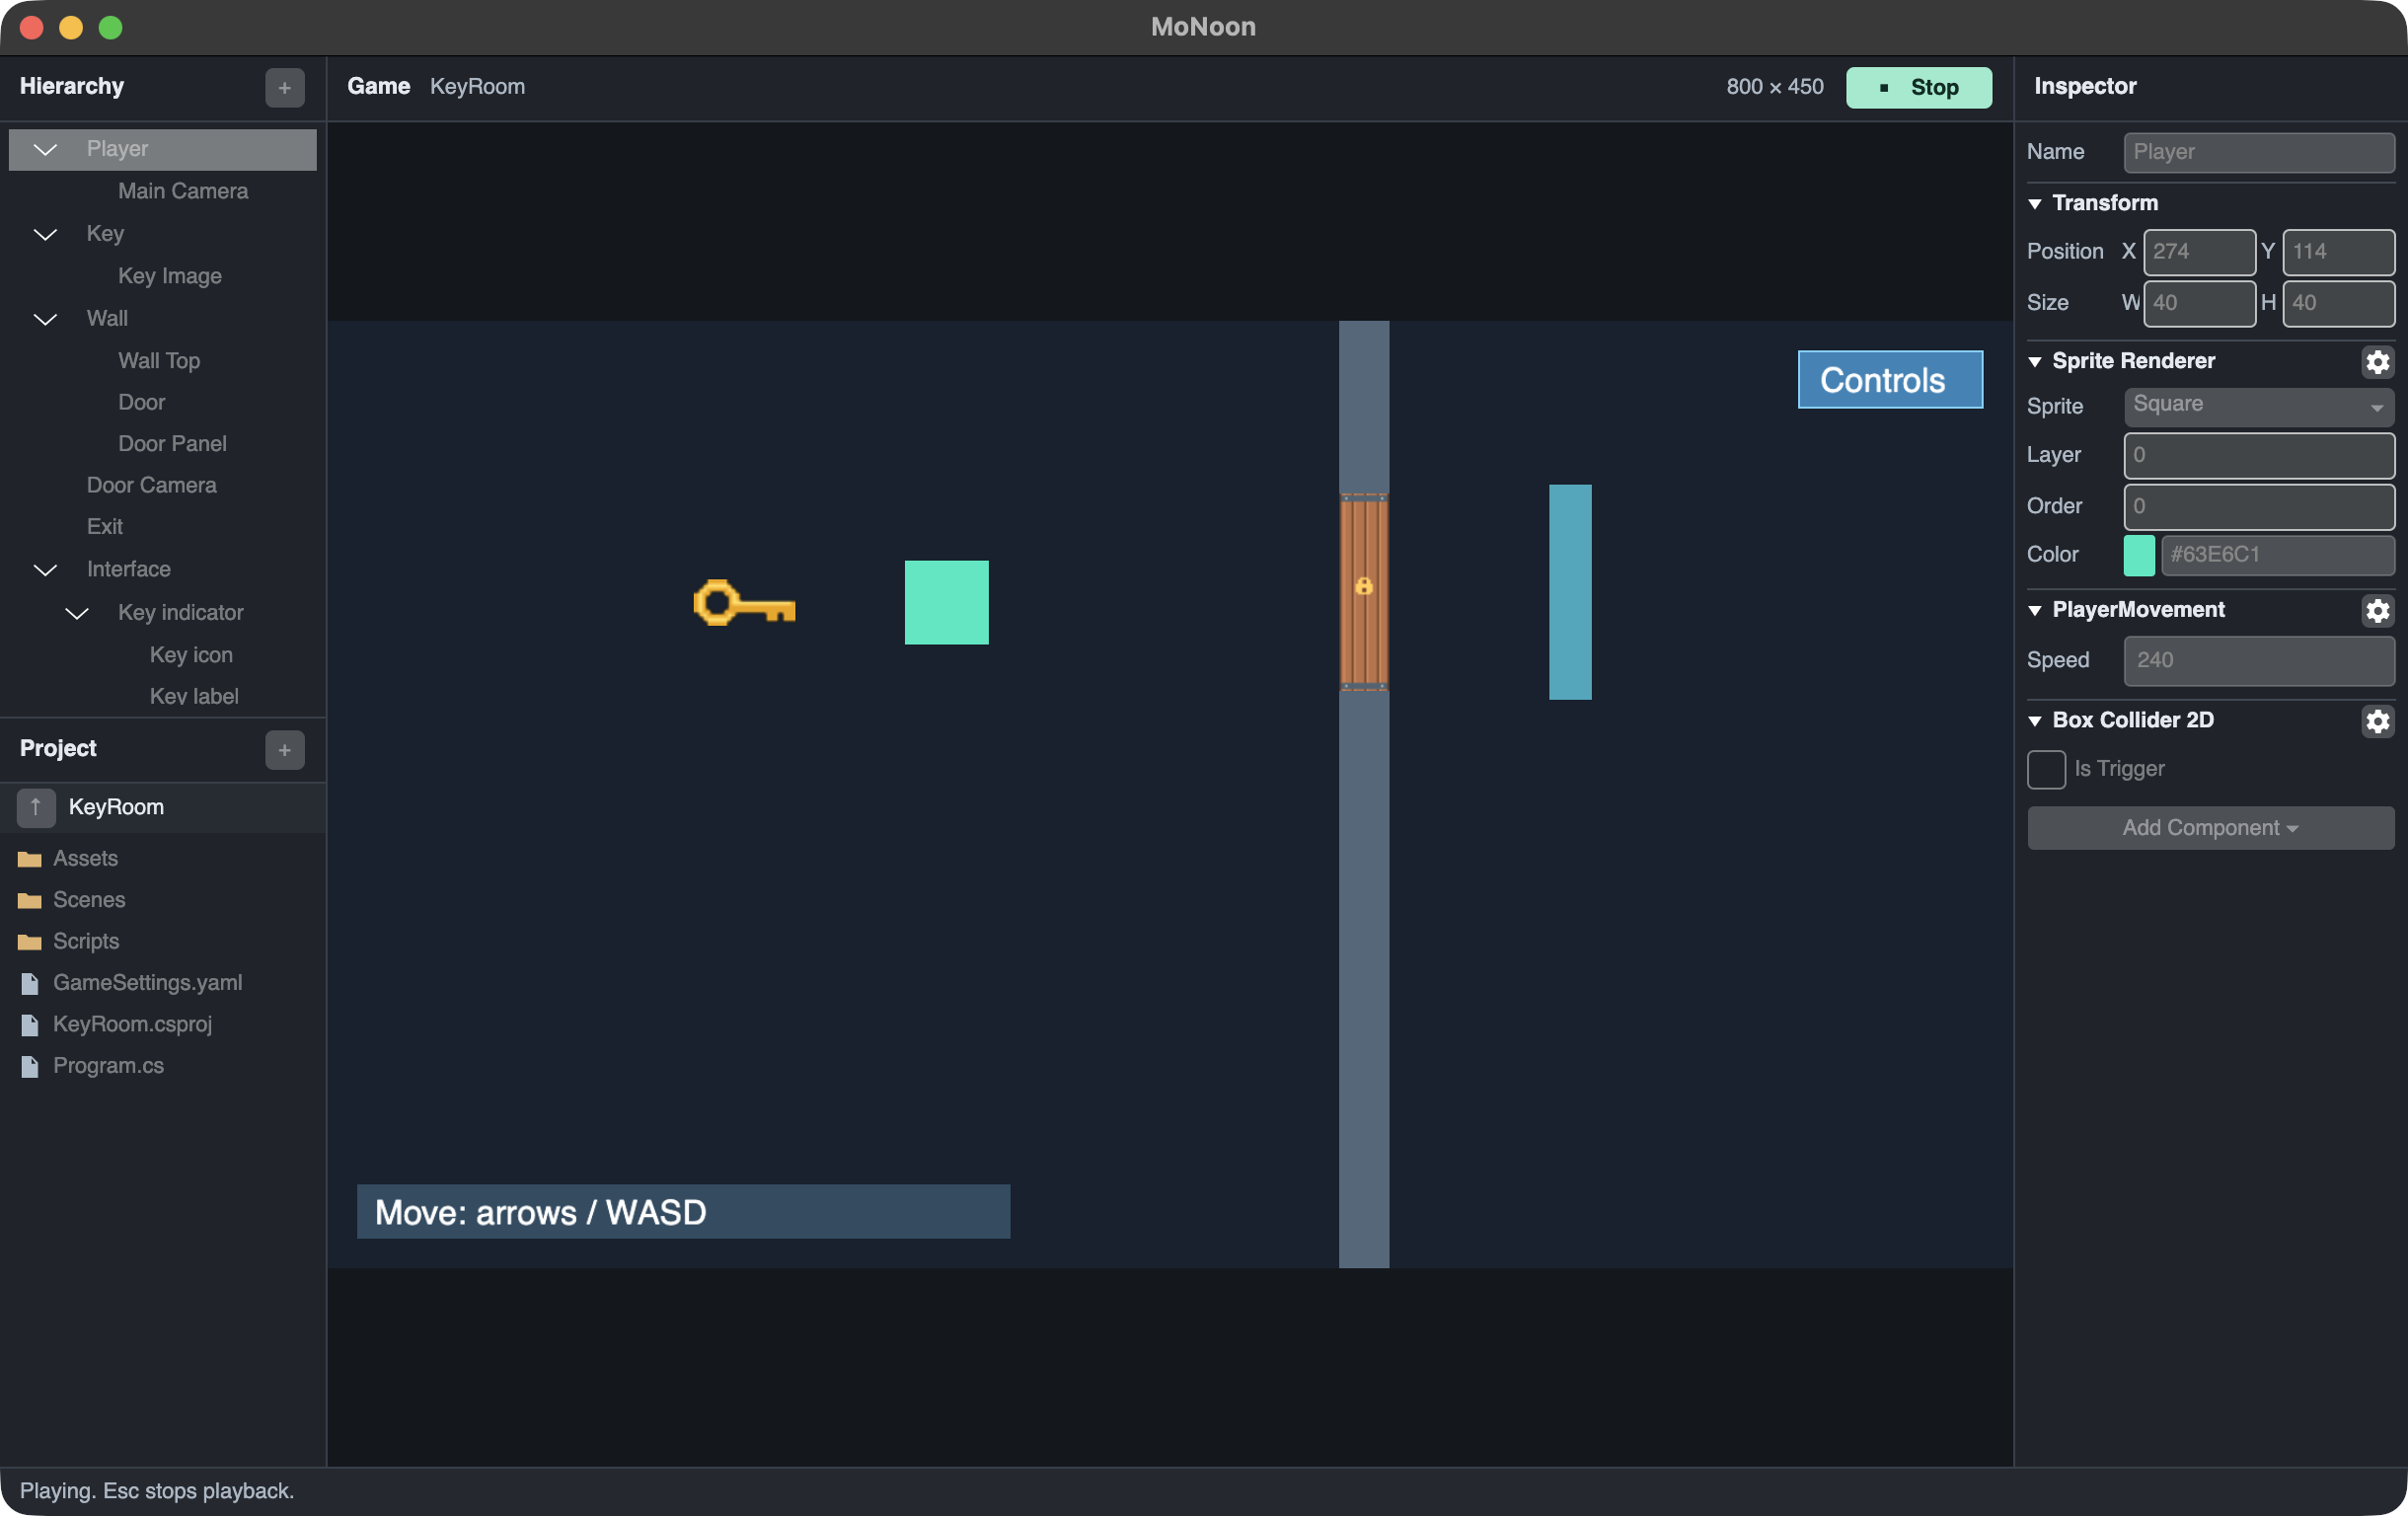 MoNoon
Hierarchy
+
Player
Main Camera
Key
Key Image
Wall
Wall Top
Door
Door Panel
Door Camera
Exit
Interface
Key indicator
Key icon
Key label
Project
+
↑ KeyRoom
Assets
Scenes
Scripts
GameSettings.yaml
KeyRoom.csproj
Program.cs
Game KeyRoom
800 × 450
Stop
Controls
Move: arrows / WASD
Inspector
Name Player
Transform
Position X 274 Y 114
Size W 40 H 40
Sprite Renderer
Sprite Square
Layer 0
Order 0
Color #63E6C1
PlayerMovement
Speed 240
Box Collider 2D
Is Trigger
Add Component
Playing. Esc stops playback.